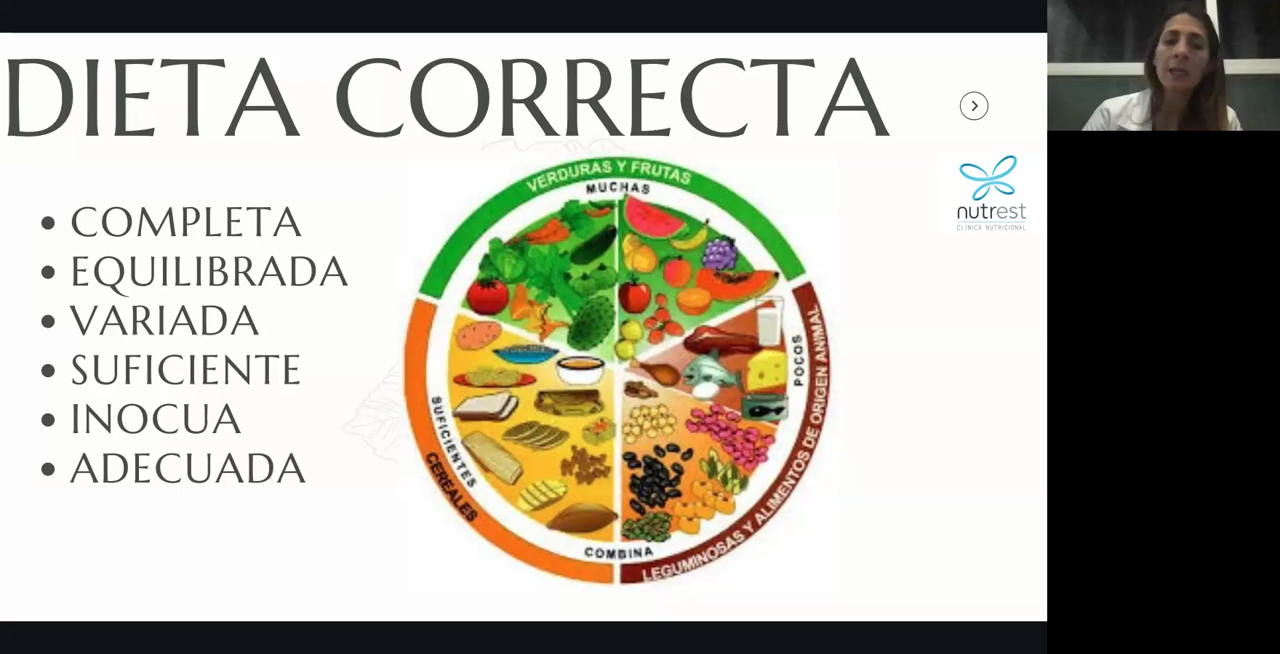 DIETA CORRECTA
• COMPLETA
• EQUILIBRADA
• VARIADA
• SUFICIENTE
• INOCUA
• ADECUADA
VERDURAS Y FRUTAS
MUCHAS
POCOS
LEGUMINOSAS Y ALIMENTOS DE ORIGEN ANIMAL
SUFICIENTES
CEREALES
COMBINA
nutrest
CLÍNICA NUTRICIONAL